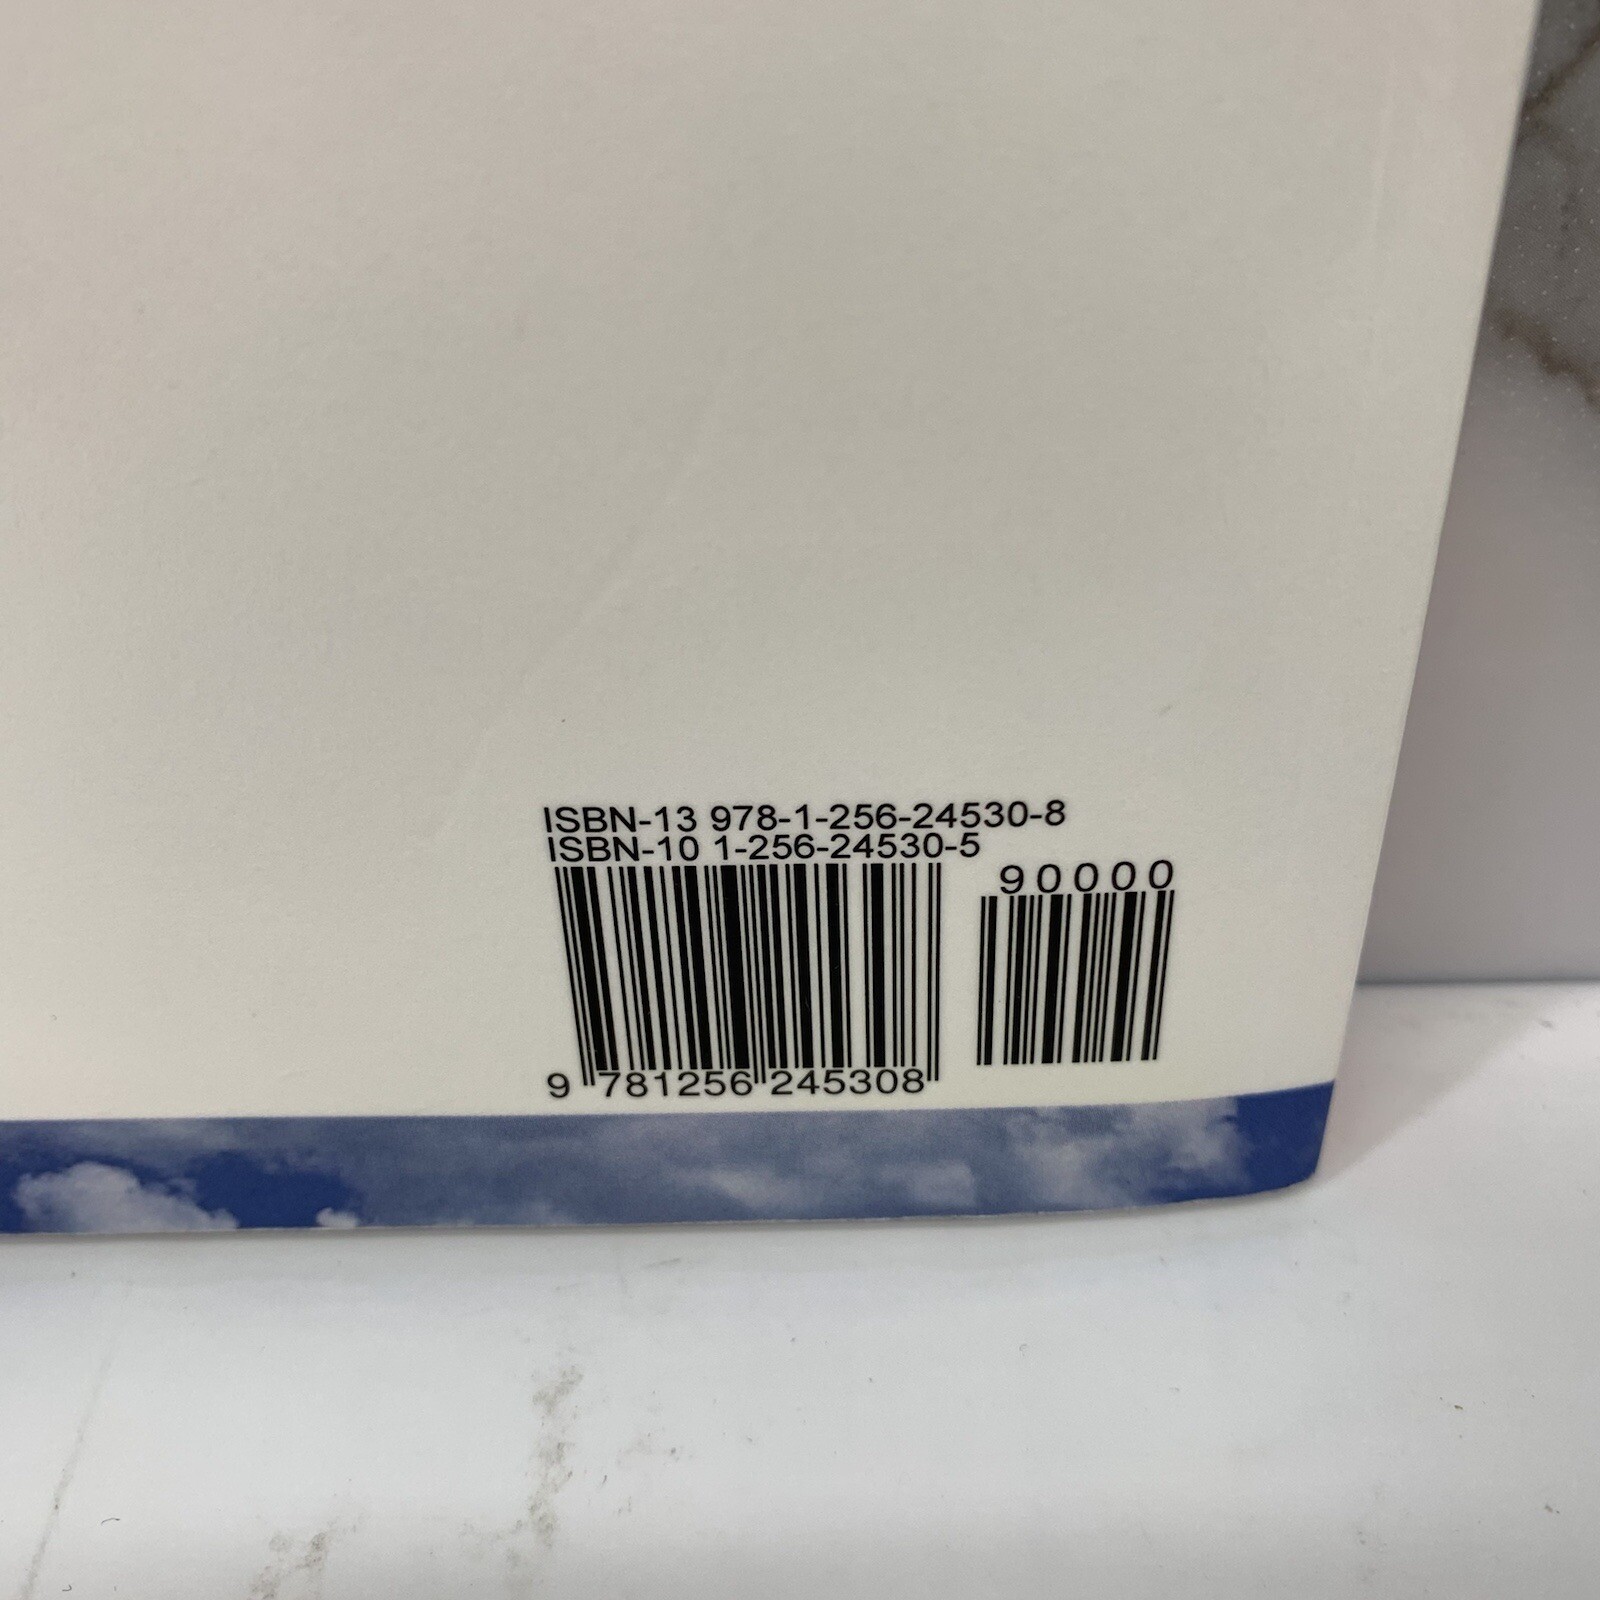 ISBN-13 978-1-256-24530-8
ISBN-10 1-256-24530-5
90000
9 781256 245308